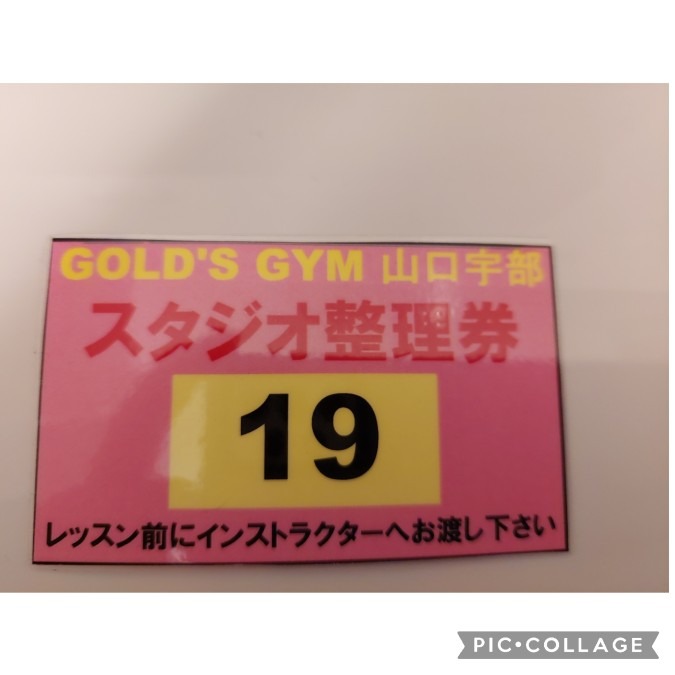 GOLD'S GYM 山口宇部
スタジオ整理券
19
レッスン前にインストラクターへお渡し下さい
PIC•COLLAGE